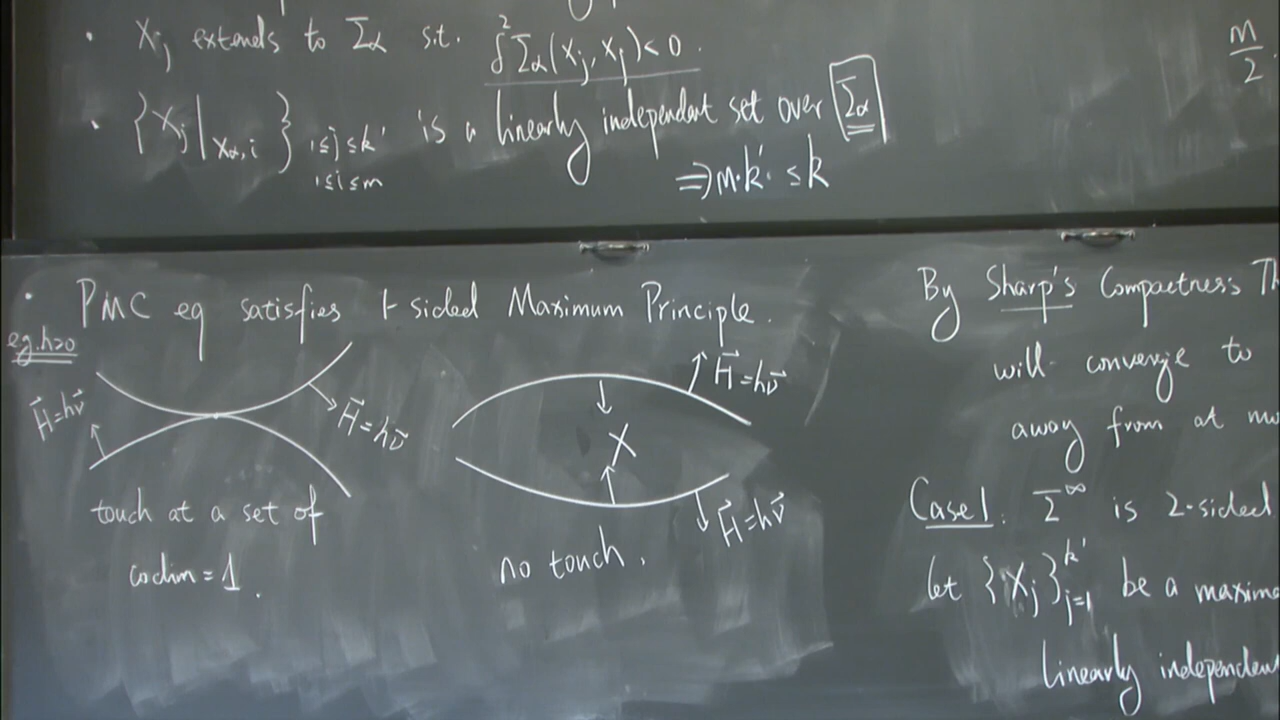 • X_j extends to Σ_α s.t. δ²Σ_α(X_j, X_j) < 0.
• {X_j|_{x_{α,i}}}_{1≤j≤k' 1≤i≤m} is a linearly independent set over Σ_α
⇒ m·k' ≤ k
m/2
• PMC eq satisfies 1-sided Maximum Principle.
eg. h>0
H⃗=hν⃗
H⃗=hν⃗
touch at a set of
codim = 1.
H⃗=hν⃗
X
H⃗=hν⃗
no touch.
By Sharp's Compactness Th
will converge to
away from at mo
Case 1. Σ^∞ is 2-sided
let {X_j}_{j=1}^{k'} be a maxima
linearly independent